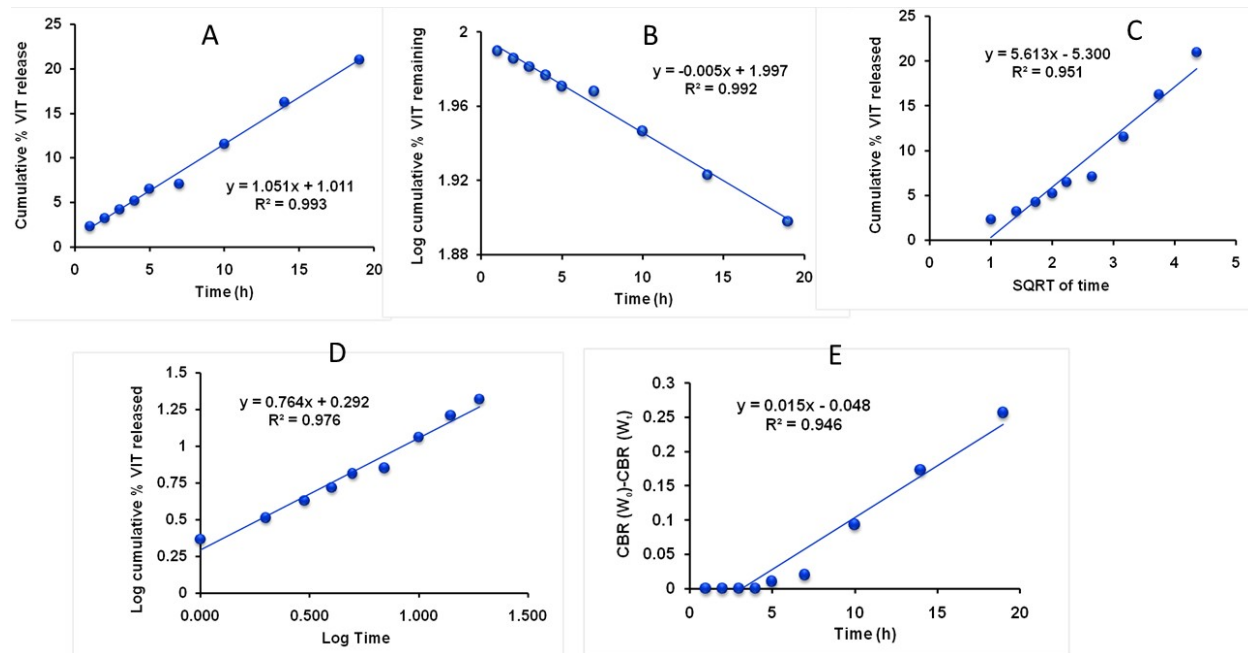 A
Cumulative % VIT release
25
20
15
10
5
0
y = 1.051x + 1.011
R² = 0.993
0 5 10 15 20
Time (h)
B
Log cumulative % VIT remaining
2
1.96
1.92
1.88
y = -0.005x + 1.997
R² = 0.992
0 5 10 15 20
Time (h)
C
Cumulative % VIT released
25
20
15
10
5
0
y = 5.613x - 5.300
R² = 0.951
0 1 2 3 4 5
SQRT of time
D
Log cumulative % VIT released
1.5
1.25
1
0.75
0.5
0.25
0
y = 0.764x + 0.292
R² = 0.976
0.000 0.500 1.000 1.500
Log Time
E
CBR (W₀)-CBR (Wₜ)
0.3
0.25
0.2
0.15
0.1
0.05
0
y = 0.015x - 0.048
R² = 0.946
0 5 10 15 20
Time (h)